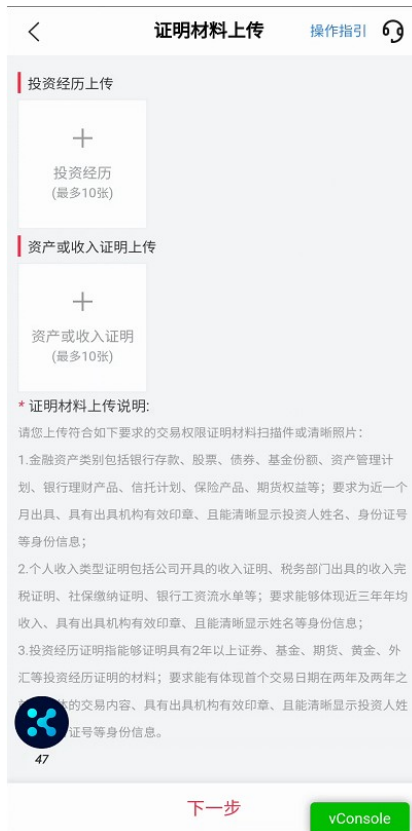 证明材料上传
操作指引
投资经历上传
投资经历
(最多10张)
资产或收入证明上传
资产或收入证明
(最多10张)
* 证明材料上传说明:
请您上传符合如下要求的交易权限证明材料扫描件或清晰照片：
1.金融资产类别包括银行存款、股票、债券、基金份额、资产管理计
划、银行理财产品、信托计划、保险产品、期货权益等；要求为近一个
月出具、具有出具机构有效印章、且能清晰显示投资人姓名、身份证号
等身份信息；
2.个人收入类型证明包括公司开具的收入证明、税务部门出具的收入完
税证明、社保缴纳证明、银行工资流水单等；要求能够体现近三年年均
收入、具有出具机构有效印章、且能清晰显示姓名等身份信息；
3.投资经历证明指能够证明具有2年以上证券、基金、期货、黄金、外
汇等投资经历证明的材料；要求能有体现首个交易日期在两年及两年之
的交易内容、具有出具机构有效印章、且能清晰显示投资人姓
证号等身份信息。
47
下一步
vConsole